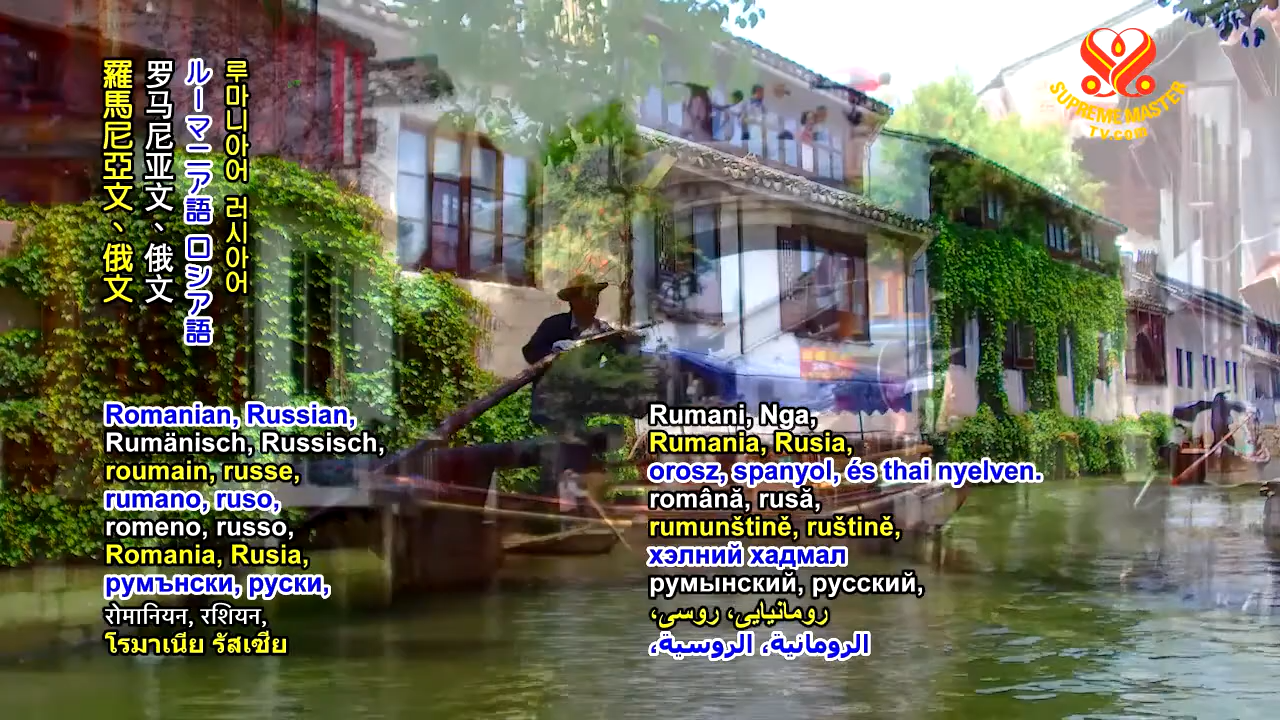 羅馬尼亞文、俄文
罗马尼亚文、俄文
ルーマニア語 ロシア語
루마니아어 러시아어
SUPREME MASTER
TV.com
Romanian, Russian,
Rumänisch, Russisch,
roumain, russe,
rumano, ruso,
romeno, russo,
Romania, Rusia,
румънски, руски,
रोमानियन, रशियन,
โรมาเนีย รัสเซีย
Rumani, Nga,
Rumania, Rusia,
orosz, spanyol, és thai nyelven.
română, rusă,
rumunštině, ruštině,
хэлний хадмал
румынский, русский,
رومانیایی، روسی،
الرومانية، الروسية،